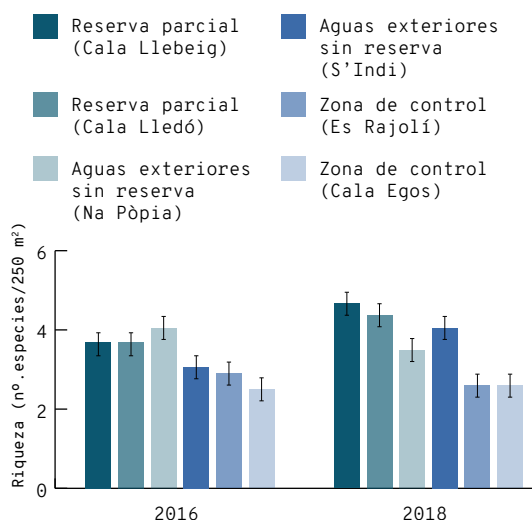 Reserva parcial
(Cala Llebeig)
Reserva parcial
(Cala Lledó)
Aguas exteriores
sin reserva
(Na Pòpia)
Aguas exteriores
sin reserva
(S’Indi)
Zona de control
(Es Rajolí)
Zona de control
(Cala Egos)
Riqueza (nº.especies/250 m²)
6
4
2
0
2016
2018